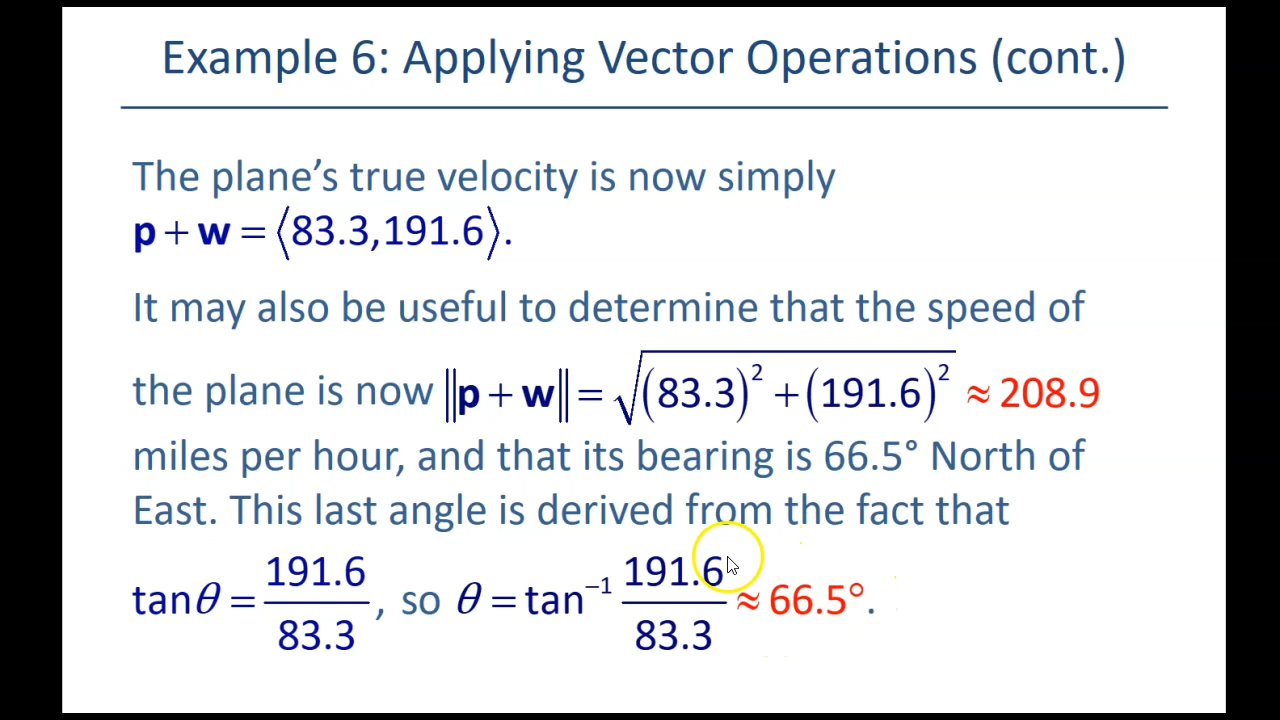 Example 6: Applying Vector Operations (cont.)
The plane’s true velocity is now simply
p + w = ⟨83.3,191.6⟩.
It may also be useful to determine that the speed of
the plane is now ‖p + w‖ = √(83.3)² + (191.6)² ≈ 208.9
miles per hour, and that its bearing is 66.5° North of
East. This last angle is derived from the fact that
tanθ = 191.6/83.3, so θ = tan⁻¹ 191.6/83.3 ≈ 66.5°.